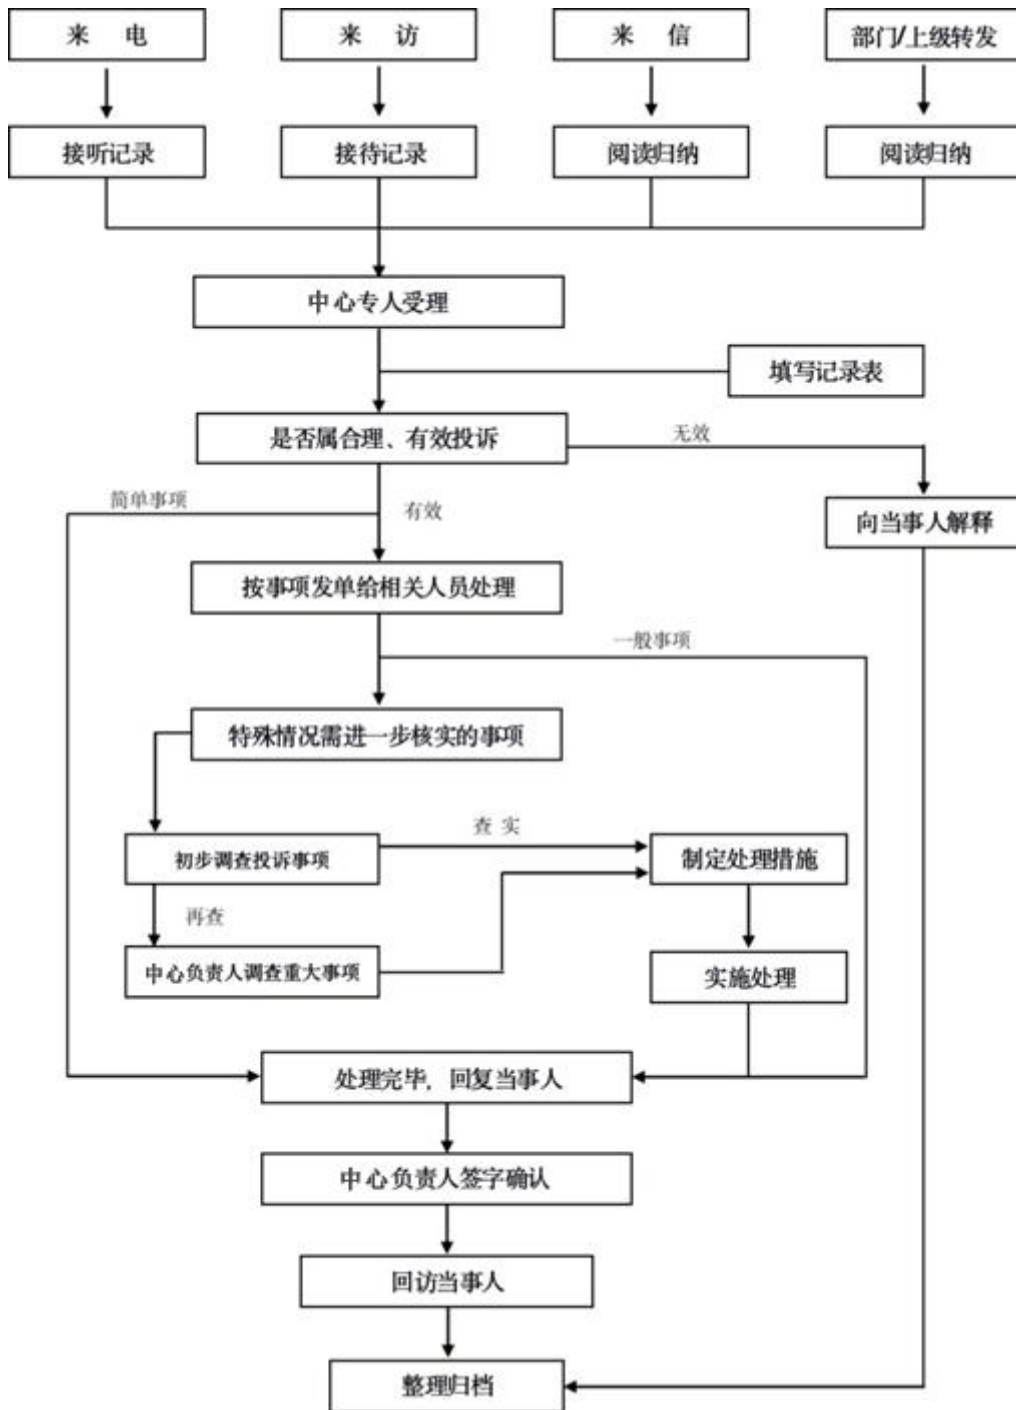 来 电
来 访
来 信
部门/上级转发
接听记录
接待记录
阅读归纳
阅读归纳
中心专人受理
填写记录表
是否属合理、有效投诉
无效
简单事项
有效
向当事人解释
按事项发单给相关人员处理
一般事项
特殊情况需进一步核实的事项
查 实
初步调查投诉事项
制定处理措施
再查
中心负责人调查重大事项
实施处理
处理完毕，回复当事人
中心负责人签字确认
回访当事人
整理归档